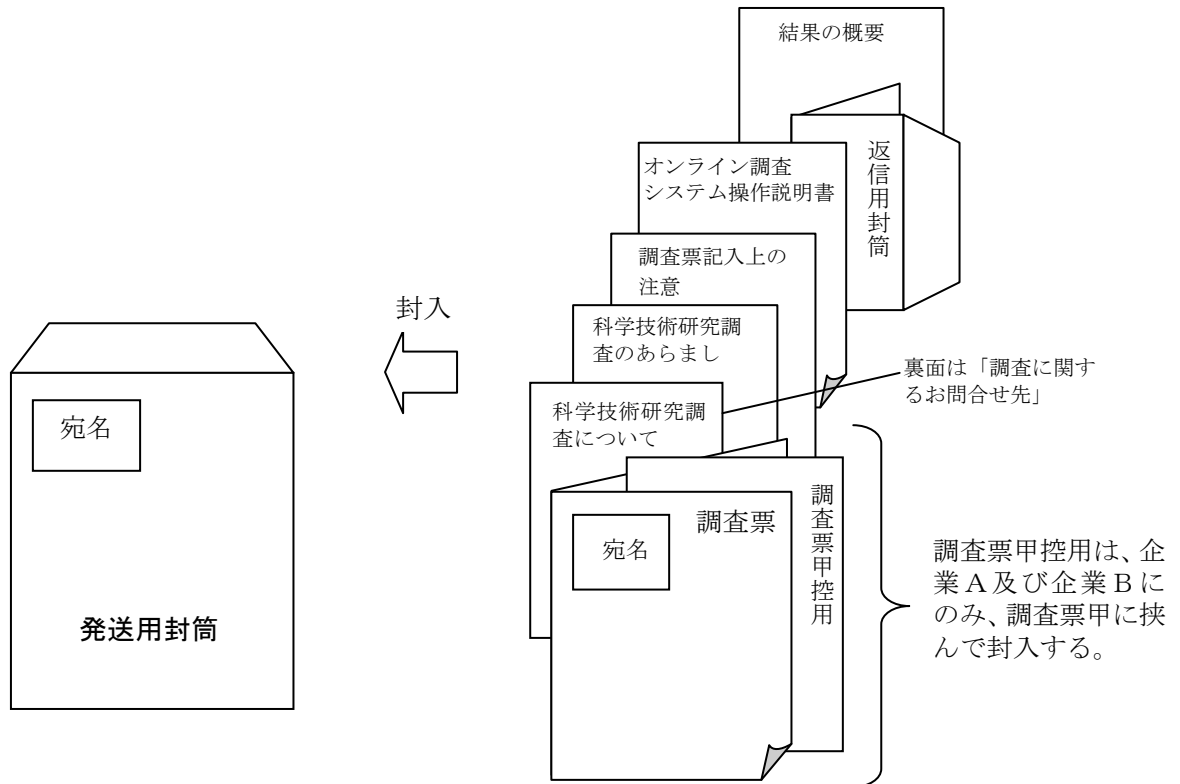 結果の概要
返信用封筒
オンライン調査
システム操作説明書
調査票記入上の
注意
科学技術研究調
査のあらまし
裏面は「調査に関す
るお問合せ先」
科学技術研究調
査について
調査票甲控用
調査票
宛名
調査票甲控用は、企
業A及び企業Bに
のみ、調査票甲に挟
んで封入する。
封入
宛名
発送用封筒